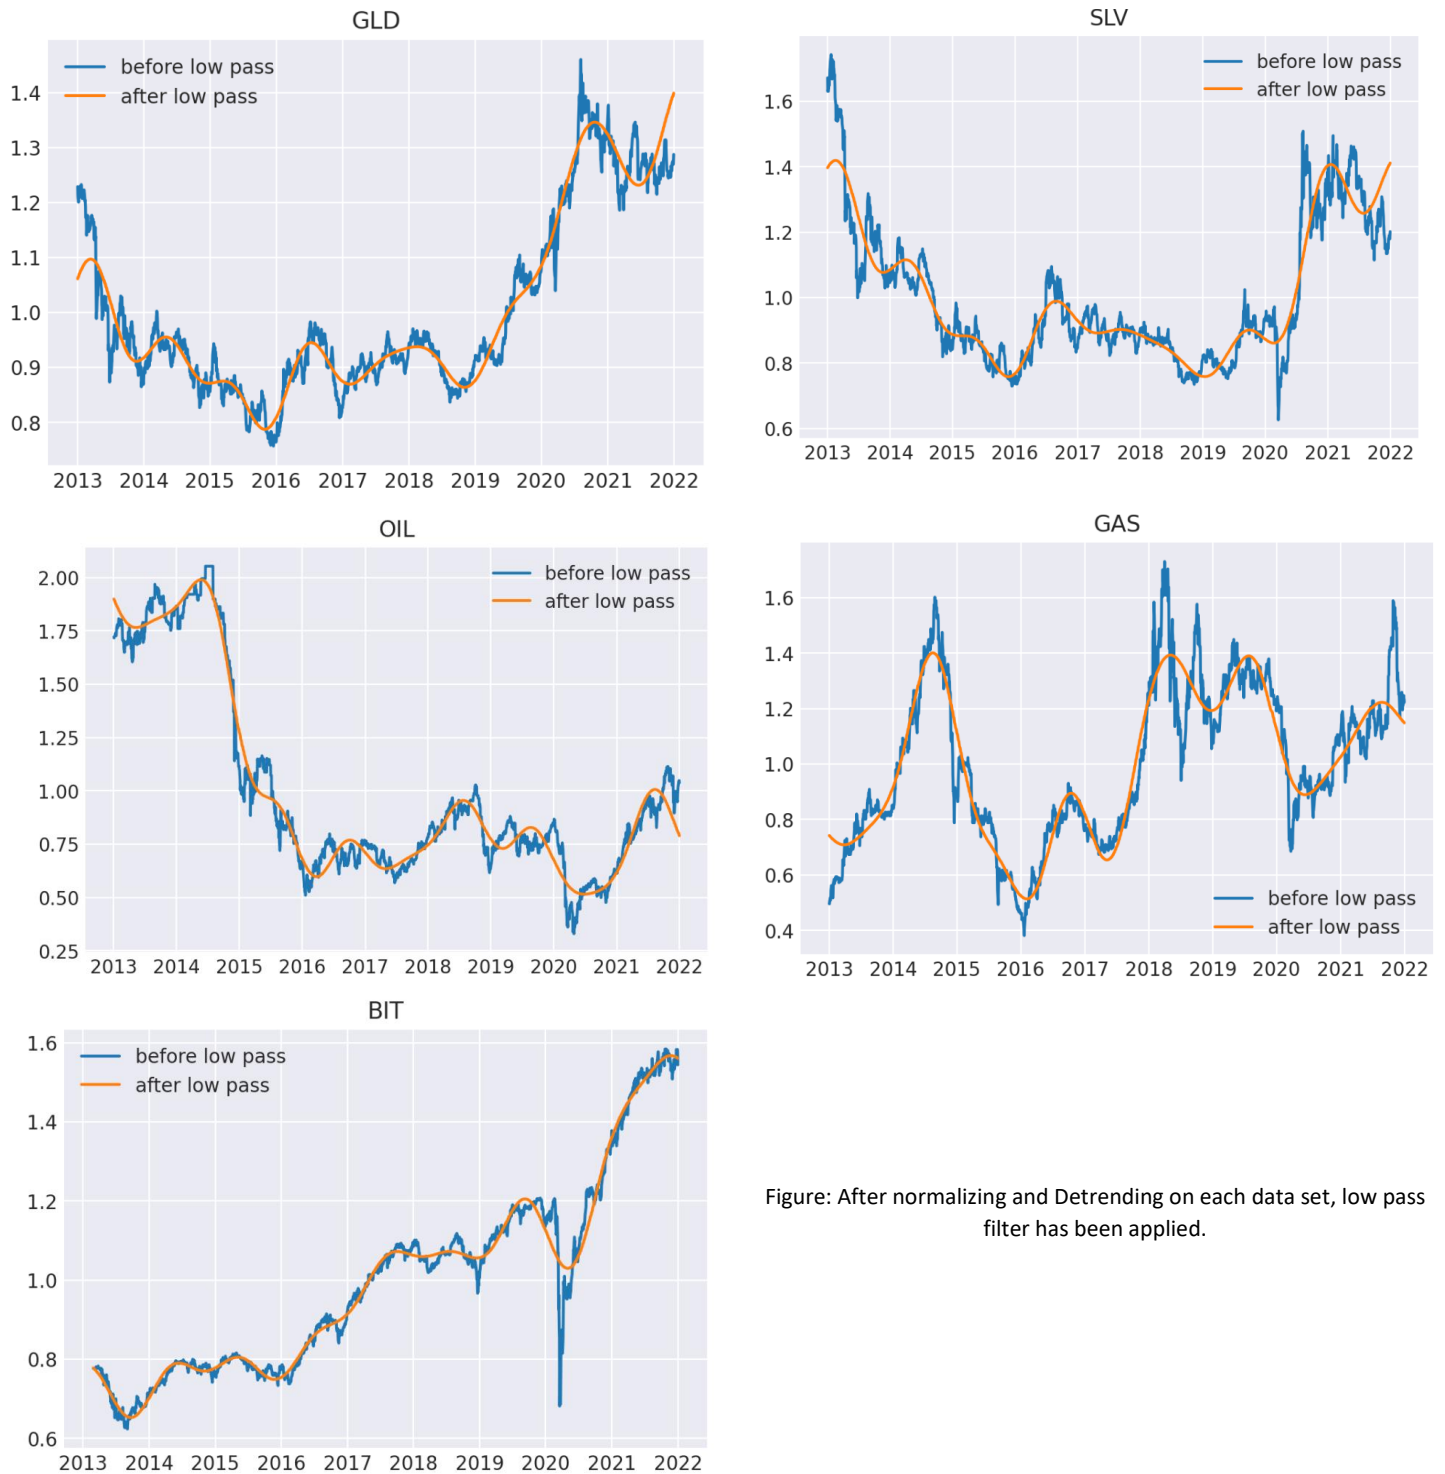 GLD
before low pass
after low pass
1.4
1.3
1.2
1.1
1.0
0.9
0.8
2013 2014 2015 2016 2017 2018 2019 2020 2021 2022
SLV
before low pass
after low pass
1.6
1.4
1.2
1.0
0.8
0.6
2013 2014 2015 2016 2017 2018 2019 2020 2021 2022
OIL
before low pass
after low pass
2.00
1.75
1.50
1.25
1.00
0.75
0.50
0.25
2013 2014 2015 2016 2017 2018 2019 2020 2021 2022
GAS
1.6
1.4
1.2
1.0
0.8
0.6
0.4
before low pass
after low pass
2013 2014 2015 2016 2017 2018 2019 2020 2021 2022
BIT
before low pass
after low pass
1.6
1.4
1.2
1.0
0.8
0.6
2013 2014 2015 2016 2017 2018 2019 2020 2021 2022
Figure: After normalizing and Detrending on each data set, low pass
filter has been applied.